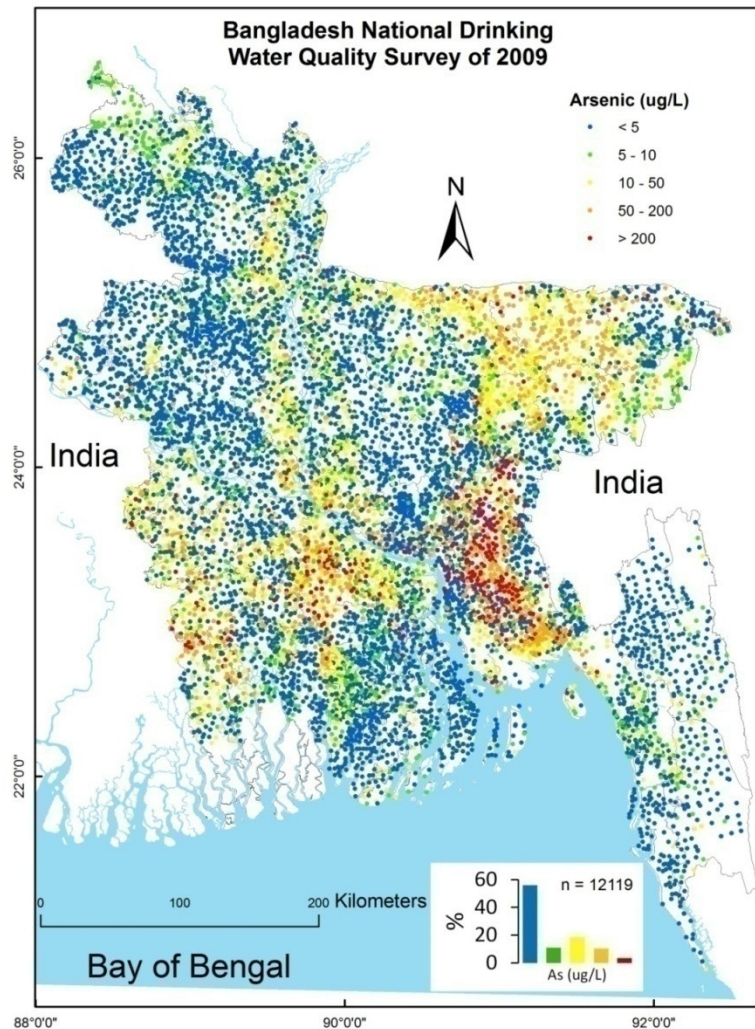 Bangladesh National Drinking
Water Quality Survey of 2009
Arsenic (ug/L)
< 5
5 - 10
10 - 50
50 - 200
> 200
N
26°0'0"
24°0'0"
22°0'0"
India
India
0 100 200 Kilometers
Bay of Bengal
60
40
20
0
%
n = 12119
As (ug/L)
88°0'0" 90°0'0" 92°0'0"